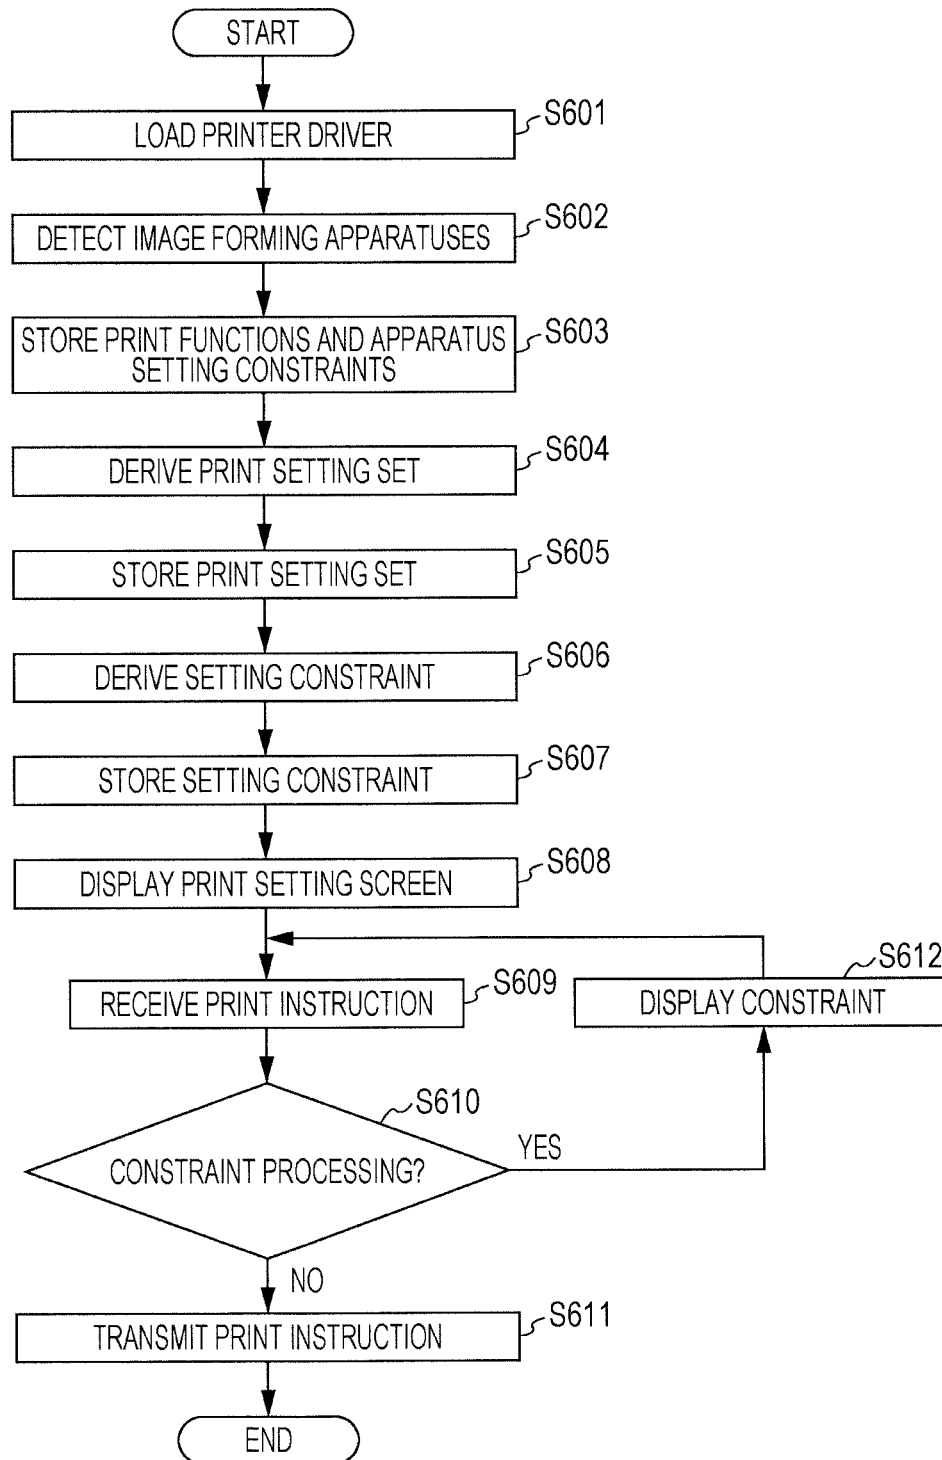 START
LOAD PRINTER DRIVER
S601
DETECT IMAGE FORMING APPARATUSES
S602
STORE PRINT FUNCTIONS AND APPARATUS
SETTING CONSTRAINTS
S603
DERIVE PRINT SETTING SET
S604
STORE PRINT SETTING SET
S605
DERIVE SETTING CONSTRAINT
S606
STORE SETTING CONSTRAINT
S607
DISPLAY PRINT SETTING SCREEN
S608
RECEIVE PRINT INSTRUCTION
S609
DISPLAY CONSTRAINT
S612
CONSTRAINT PROCESSING?
S610
YES
NO
TRANSMIT PRINT INSTRUCTION
S611
END